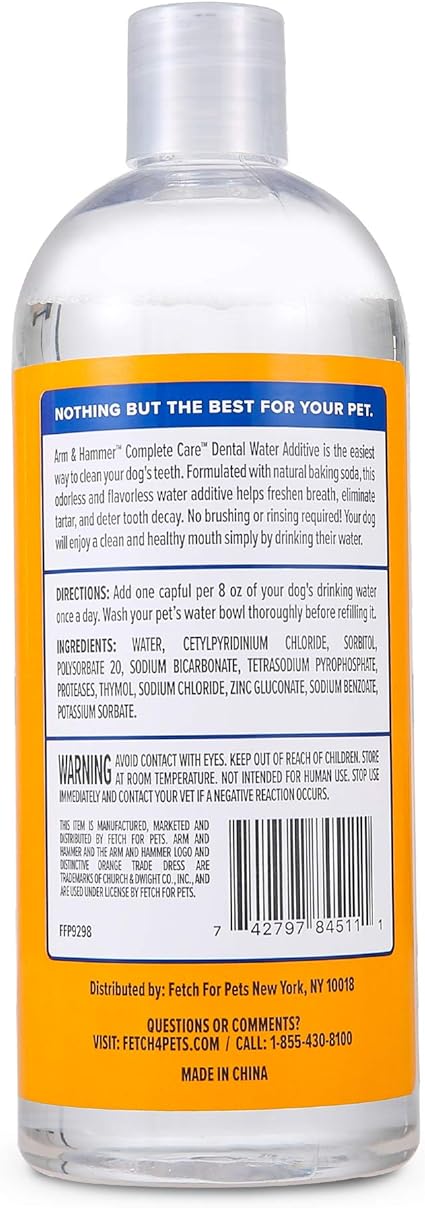 NOTHING BUT THE BEST FOR YOUR PET.
Arm & Hammer™ Complete Care™ Dental Water Additive is the easiest
way to clean your dog's teeth. Formulated with natural baking soda, this
odorless and flavorless water additive helps freshen breath, eliminate
tartar, and deter tooth decay. No brushing or rinsing required! Your dog
will enjoy a clean and healthy mouth simply by drinking their water.
DIRECTIONS: Add one capful per 8 oz of your dog's drinking water
once a day. Wash your pet's water bowl thoroughly before refilling it.
INGREDIENTS: WATER, CETYLPYRIDINIUM CHLORIDE, SORBITOL,
POLYSORBATE 20, SODIUM BICARBONATE, TETRASODIUM PYROPHOSPHATE,
PROTEASES, THYMOL, SODIUM CHLORIDE, ZINC GLUCONATE, SODIUM BENZOATE,
POTASSIUM SORBATE.
WARNING AVOID CONTACT WITH EYES. KEEP OUT OF REACH OF CHILDREN. STORE
AT ROOM TEMPERATURE. NOT INTENDED FOR HUMAN USE. STOP USE
IMMEDIATELY AND CONTACT YOUR VET IF A NEGATIVE REACTION OCCURS.
THIS ITEM IS MANUFACTURED, MARKETED AND
DISTRIBUTED BY FETCH FOR PETS. ARM AND
HAMMER AND THE ARM AND HAMMER LOGO AND
DISTINCTIVE ORANGE TRADE DRESS ARE
TRADEMARKS OF CHURCH & DWIGHT CO., INC., AND
ARE USED UNDER LICENSE BY FETCH FOR PETS.
FFP9298
7 42797 84511 1
Distributed by: Fetch For Pets New York, NY 10018
QUESTIONS OR COMMENTS?
VISIT: FETCH4PETS.COM / CALL: 1-855-430-8100
MADE IN CHINA